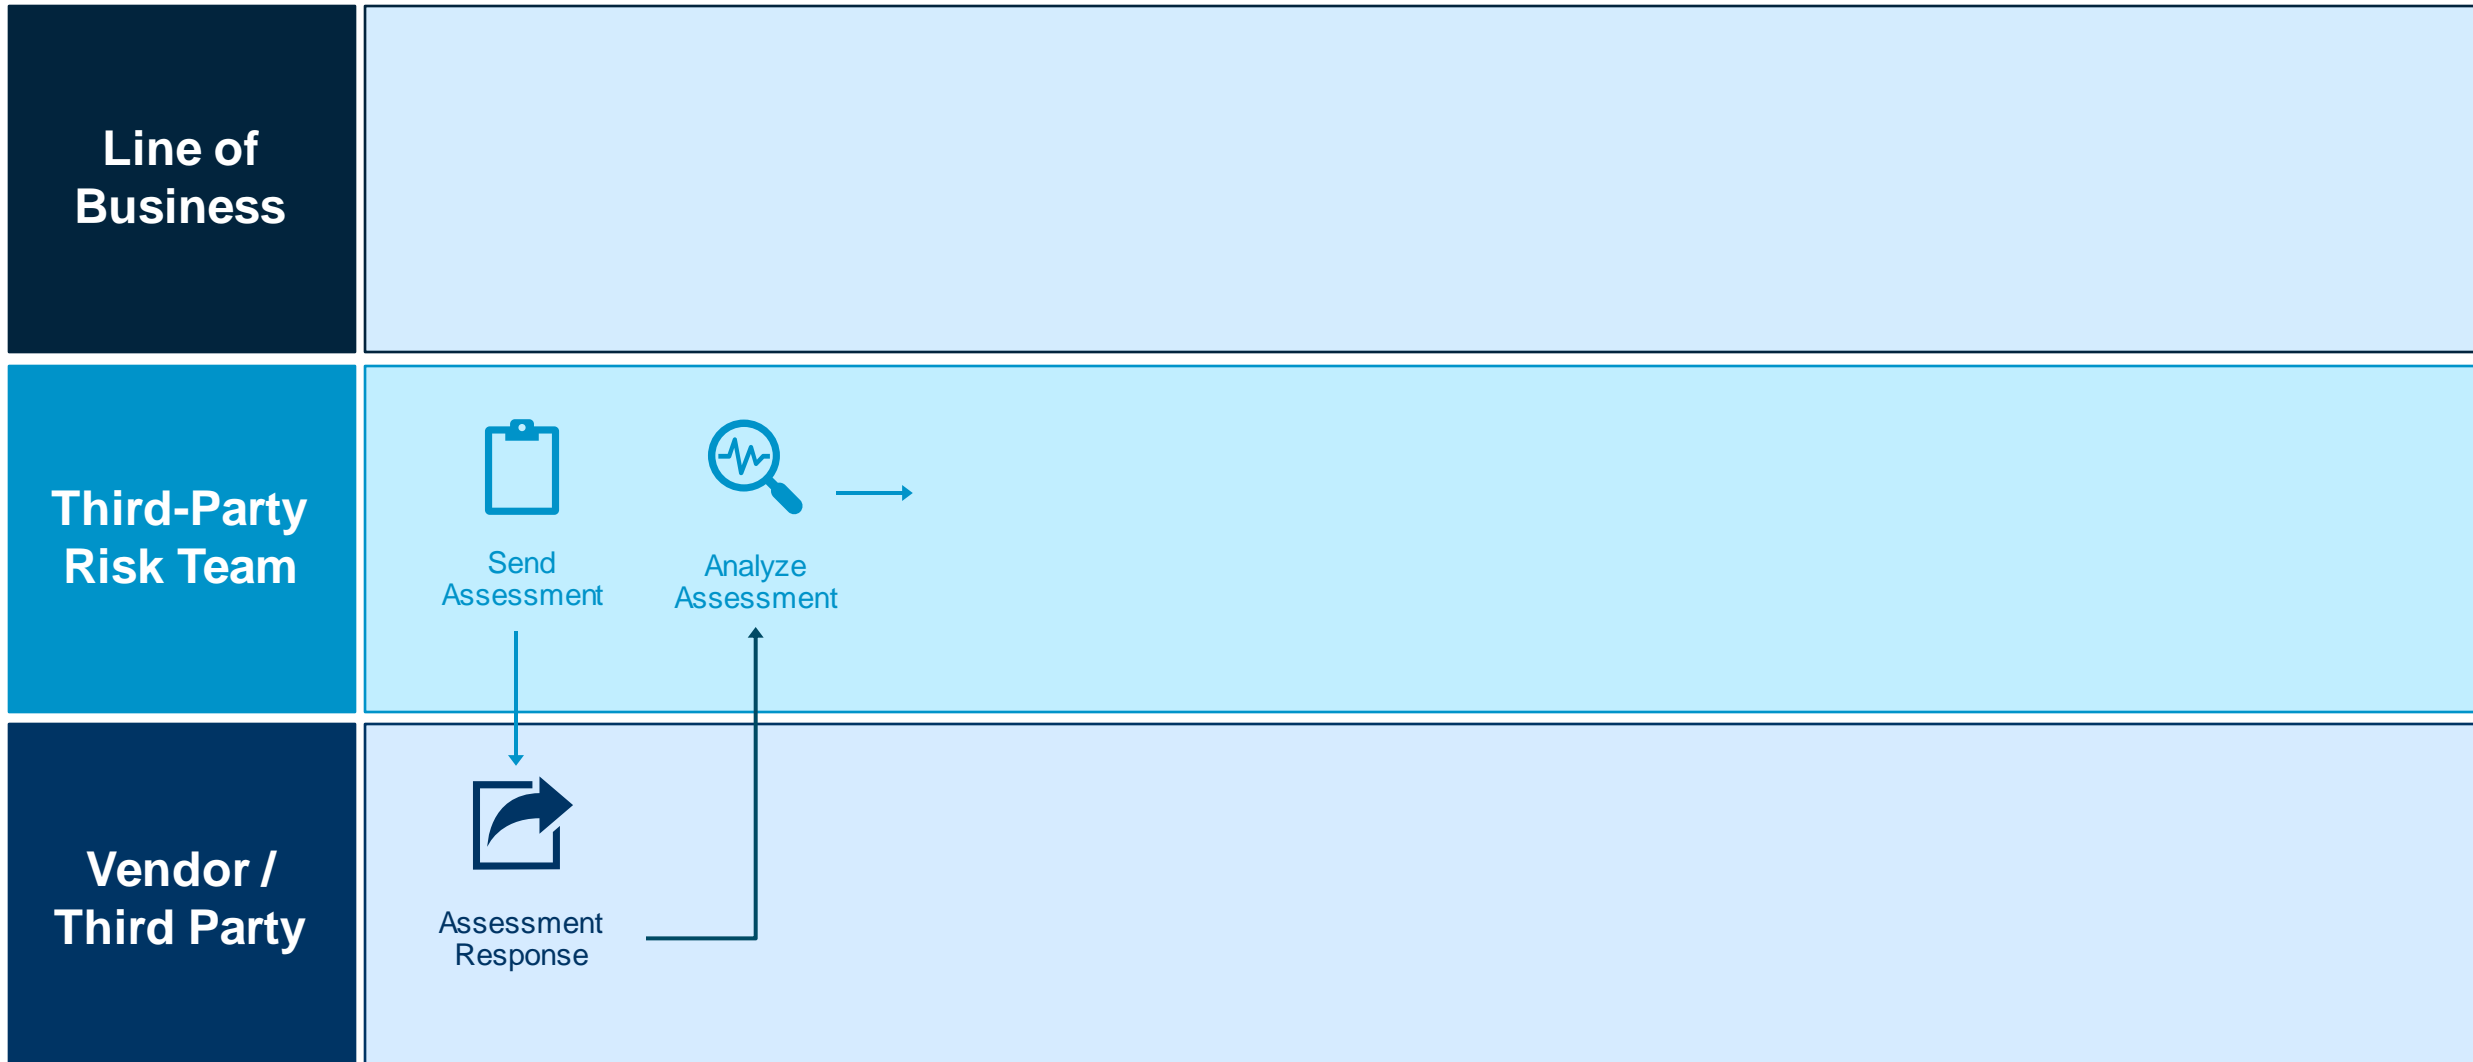 Line of
Business
Third-Party
Risk Team
Send
Assessment
Analyze
Assessment
Vendor /
Third Party
Assessment
Response